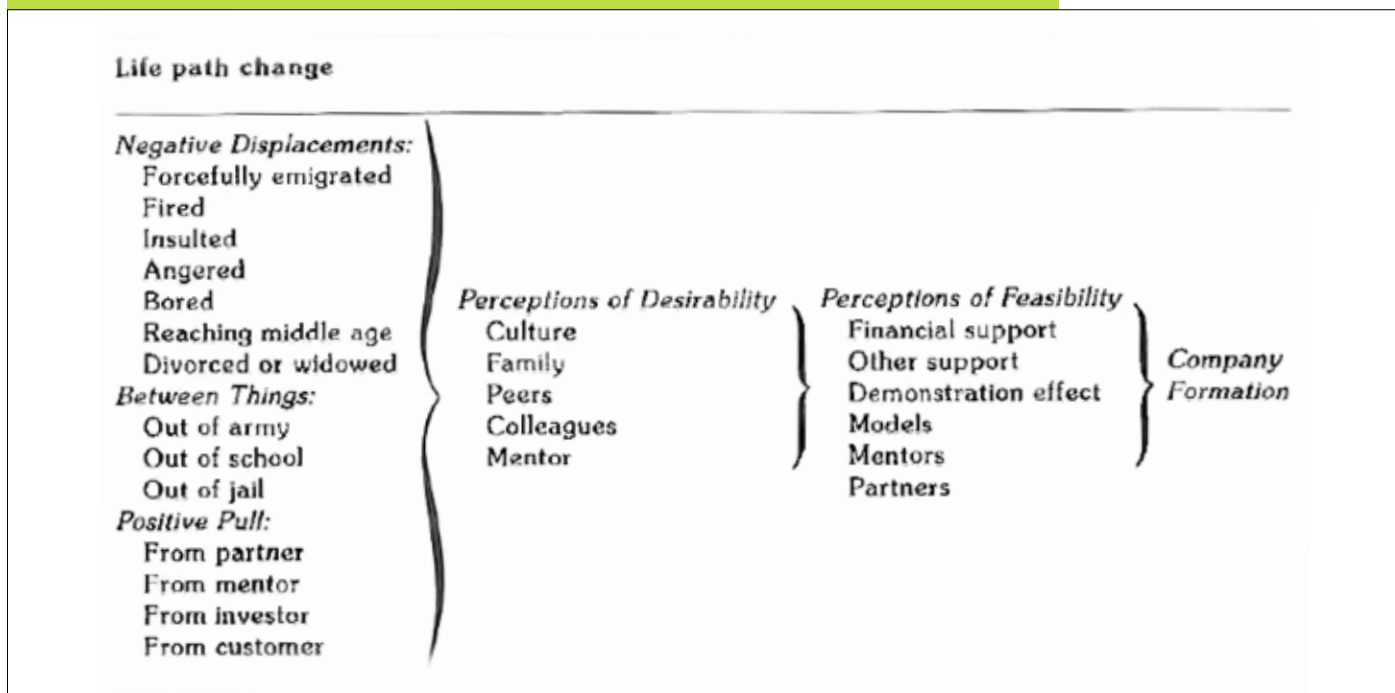 Life path change
Negative Displacements:
Forcefully emigrated
Fired
Insulted
Angered
Bored
Reaching middle age
Divorced or widowed
Between Things:
Out of army
Out of school
Out of jail
Positive Pull:
From partner
From mentor
From investor
From customer
Perceptions of Desirability
Culture
Family
Peers
Colleagues
Mentor
Perceptions of Feasibility
Financial support
Other support
Demonstration effect
Models
Mentors
Partners
Company
Formation